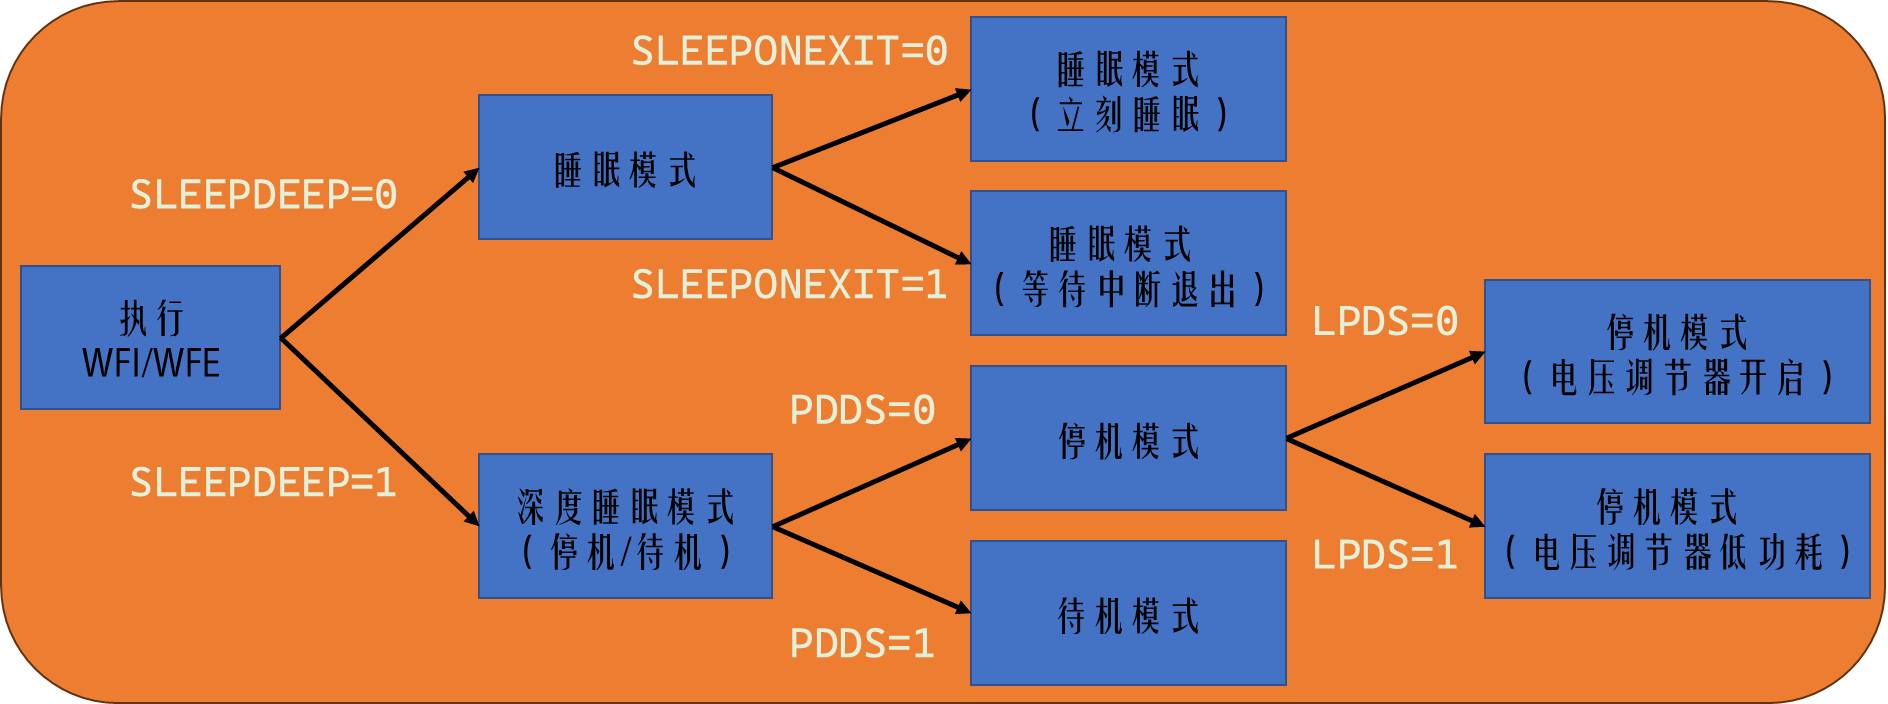 执行
WFI/WFE
SLEEPDEEP=0
SLEEPDEEP=1
睡眠模式
深度睡眠模式
（停机/待机）
SLEEPONEXIT=0
SLEEPONEXIT=1
PDDS=0
PDDS=1
睡眠模式
（立刻睡眠）
睡眠模式
（等待中断退出）
停机模式
待机模式
LPDS=0
LPDS=1
停机模式
（电压调节器开启）
停机模式
（电压调节器低功耗）